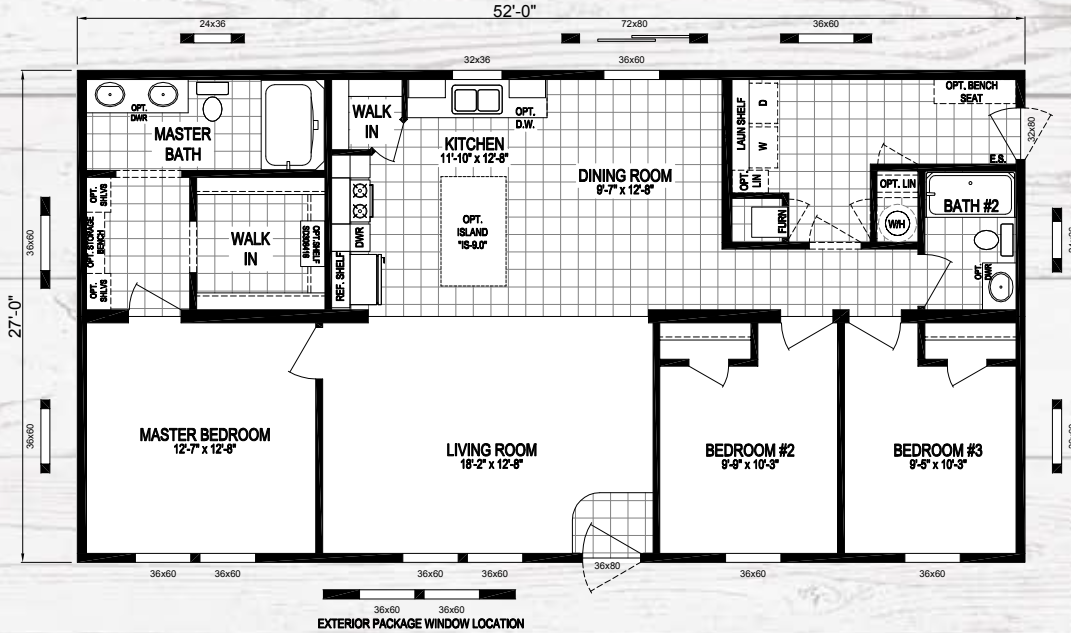 52'-0"
24x36
72x80
36x60
32x36
36x60
OPT.
DWR
MASTER
BATH
WALK
IN
KITCHEN
11'-10" x 12'-8"
OPT.
D.W.
DINING ROOM
9'-7" x 12'-8"
LAUN SHELF
D
W
OPT.
LIN
OPT. BENCH
SEAT
32x80
E.S.
FURN
OPT. LIN
W/H
BATH #2
OPT.
DWR
OPT.
SHLVS
OPT. STORAGE
BENCH
OPT.
SHLVS
WALK
IN
OPT.SHELF
DWR
REF. SHELF
OPT.
ISLAND
"IS-9.0"
36x60
27'-0"
36x60
MASTER BEDROOM
12'-7" x 12'-8"
LIVING ROOM
18'-2" x 12'-8"
BEDROOM #2
9'-9" x 10'-3"
BEDROOM #3
9'-5" x 10'-3"
36x60
36x60
36x60
36x60
36x80
36x60
36x60
36x60
36x60
EXTERIOR PACKAGE WINDOW LOCATION